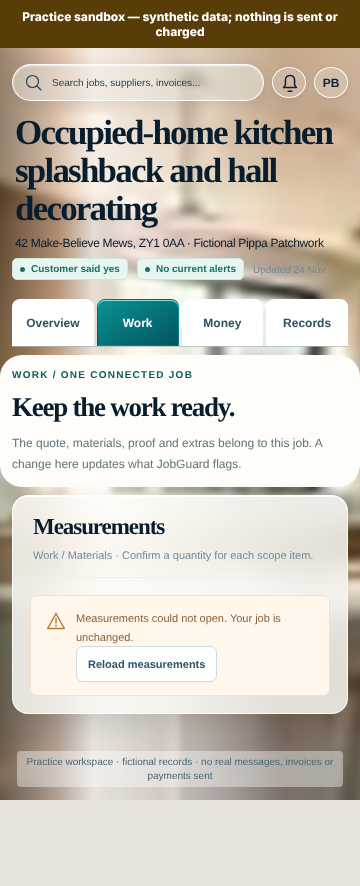 Practice sandbox — synthetic data; nothing is sent or
charged
Search jobs, suppliers, invoices...
PB
Occupied-home kitchen
splashback and hall
decorating
42 Make-Believe Mews, ZY1 0AA · Fictional Pippa Patchwork
Customer said yes
No current alerts
Updated 24 Nov
Overview
Work
Money
Records
WORK / ONE CONNECTED JOB
Keep the work ready.
The quote, materials, proof and extras belong to this job. A
change here updates what JobGuard flags.
Measurements
Work / Materials · Confirm a quantity for each scope item.
Measurements could not open. Your job is
unchanged.
Reload measurements
Practice workspace · fictional records · no real messages, invoices or
payments sent